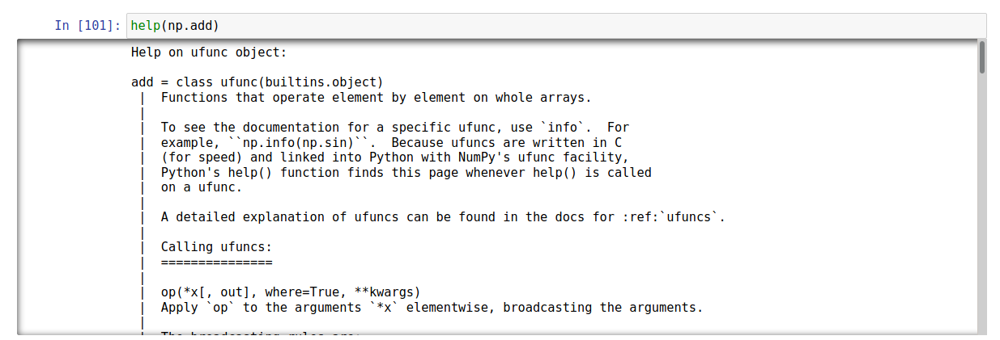 In [101]: help(np.add)
Help on ufunc object:
add = class ufunc(builtins.object)
 |  Functions that operate element by element on whole arrays.
 |
 |  To see the documentation for a specific ufunc, use `info`.  For
 |  example, ``np.info(np.sin)``.  Because ufuncs are written in C
 |  (for speed) and linked into Python with NumPy's ufunc facility,
 |  Python's help() function finds this page whenever help() is called
 |  on a ufunc.
 |
 |  A detailed explanation of ufuncs can be found in the docs for :ref:`ufuncs`.
 |
 |  Calling ufuncs:
 |  ===============
 |
 |  op(*x[, out], where=True, **kwargs)
 |  Apply `op` to the arguments `*x` elementwise, broadcasting the arguments.
 |
 |  The broadcasting rules are: